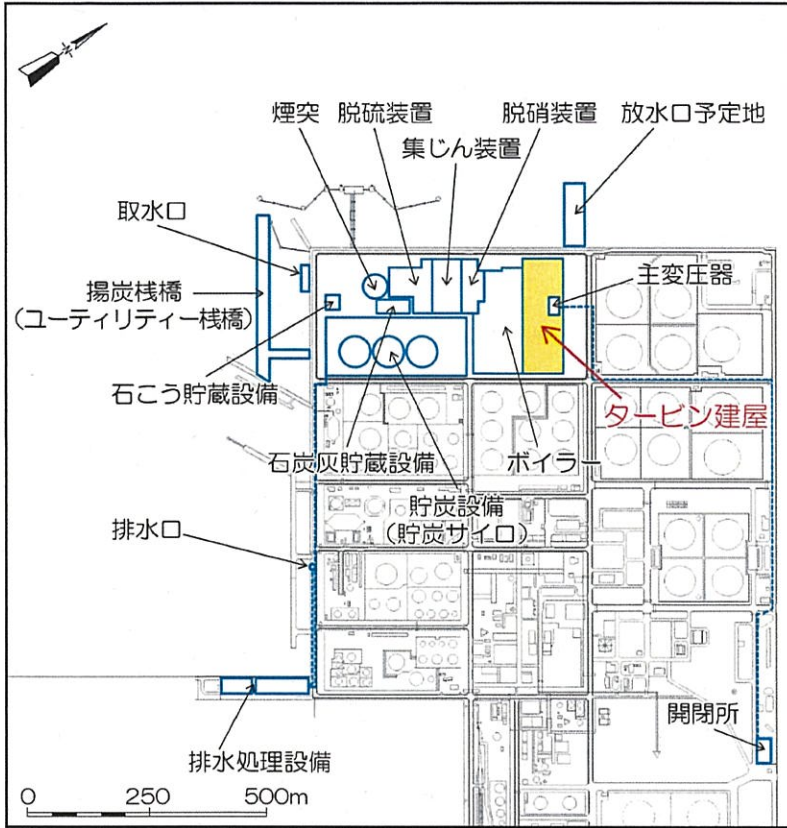 煙突 脱硫装置 脱硝装置 放水口予定地
集じん装置
取水口
揚炭桟橋
(ユーティリティー桟橋)
主変圧器
石こう貯蔵設備
タービン建屋
石炭灰貯蔵設備 ボイラー
貯炭設備
(貯炭サイロ)
排水口
開閉所
排水処理設備
0 250 500m